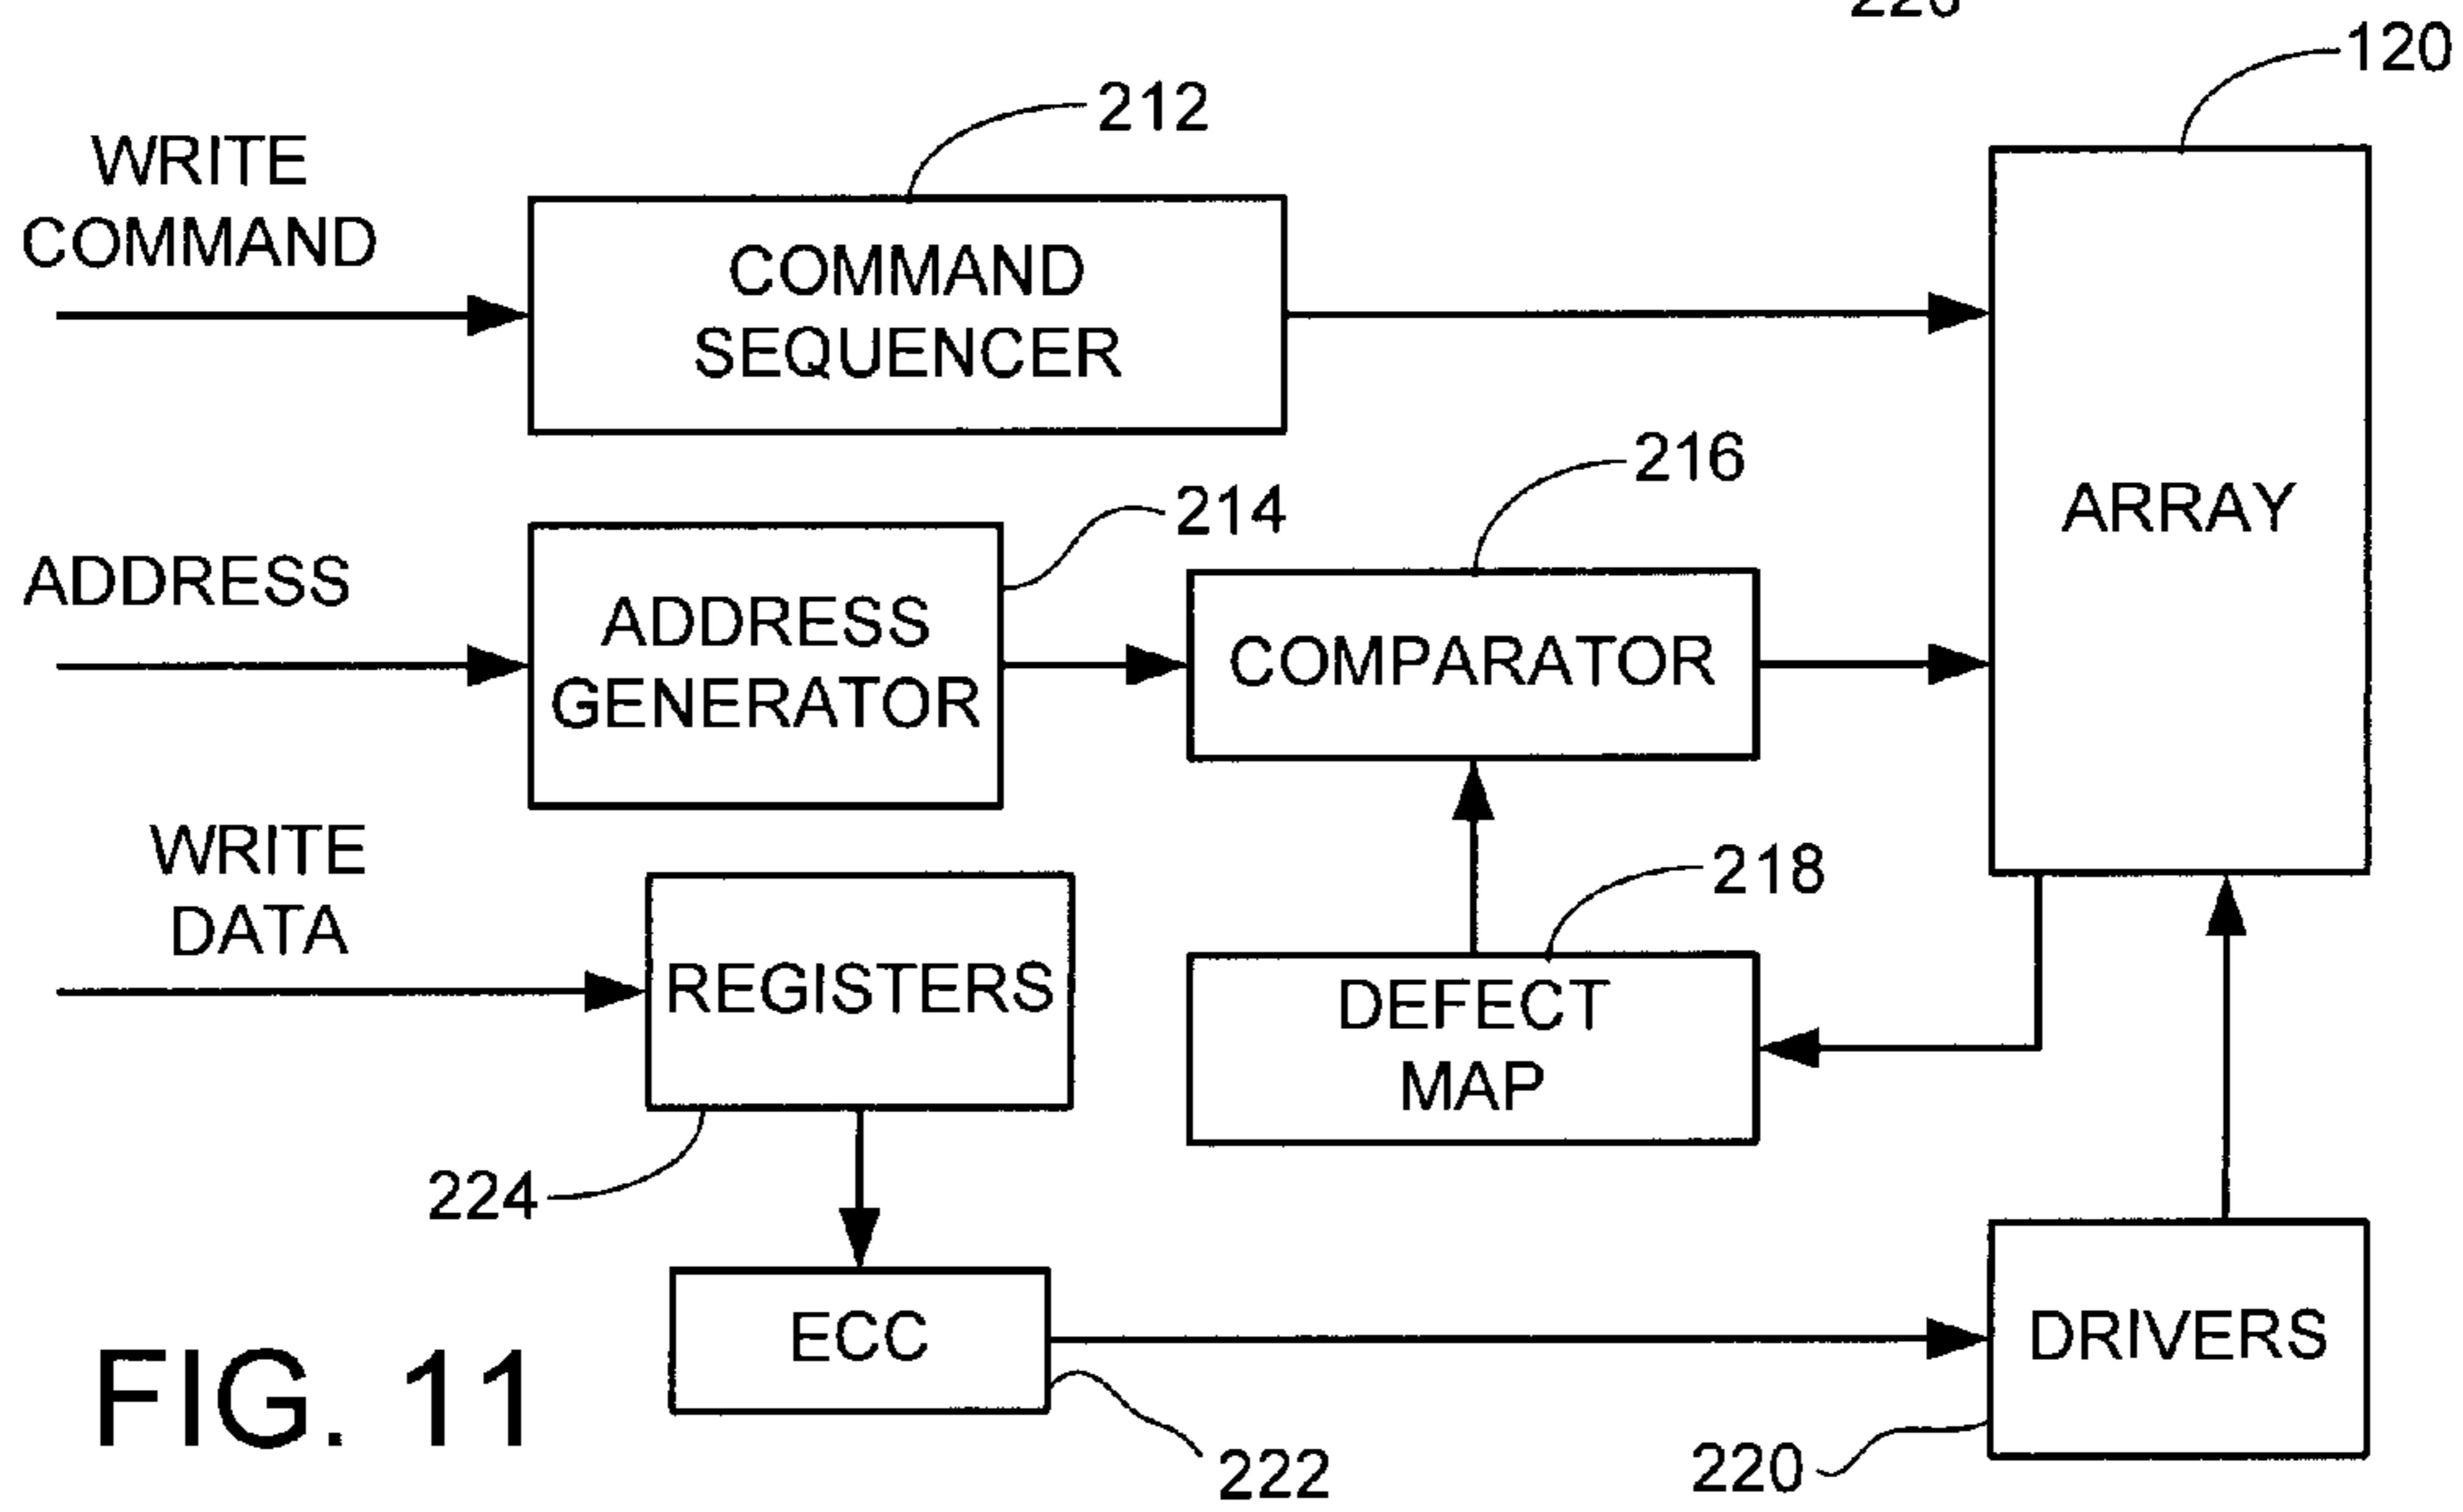 120
212
WRITE
COMMAND
COMMAND
SEQUENCER
216
214
ARRAY
ADDRESS
ADDRESS
GENERATOR
COMPARATOR
WRITE
DATA
218
REGISTERS
DEFECT
MAP
224
ECC
DRIVERS
FIG. 11
222
220